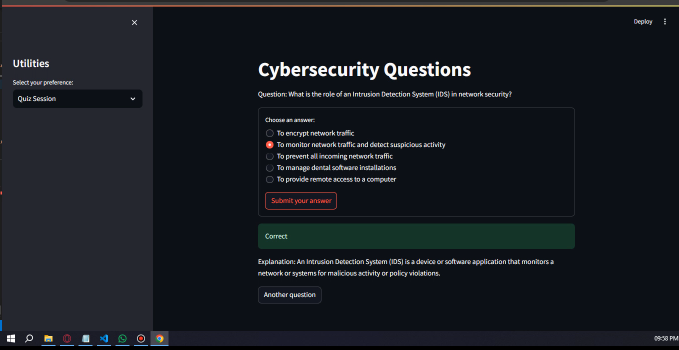 Deploy
Utilities
Select your preference:
Quiz Session
Cybersecurity Questions
Question: What is the role of an Intrusion Detection System (IDS) in network security?
Choose an answer:
To encrypt network traffic
To monitor network traffic and detect suspicious activity
To prevent all incoming network traffic
To manage dental software installations
To provide remote access to a computer
Submit your answer
Correct
Explanation: An Intrusion Detection System (IDS) is a device or software application that monitors a
network or systems for malicious activity or policy violations.
Another question
09:58 PM